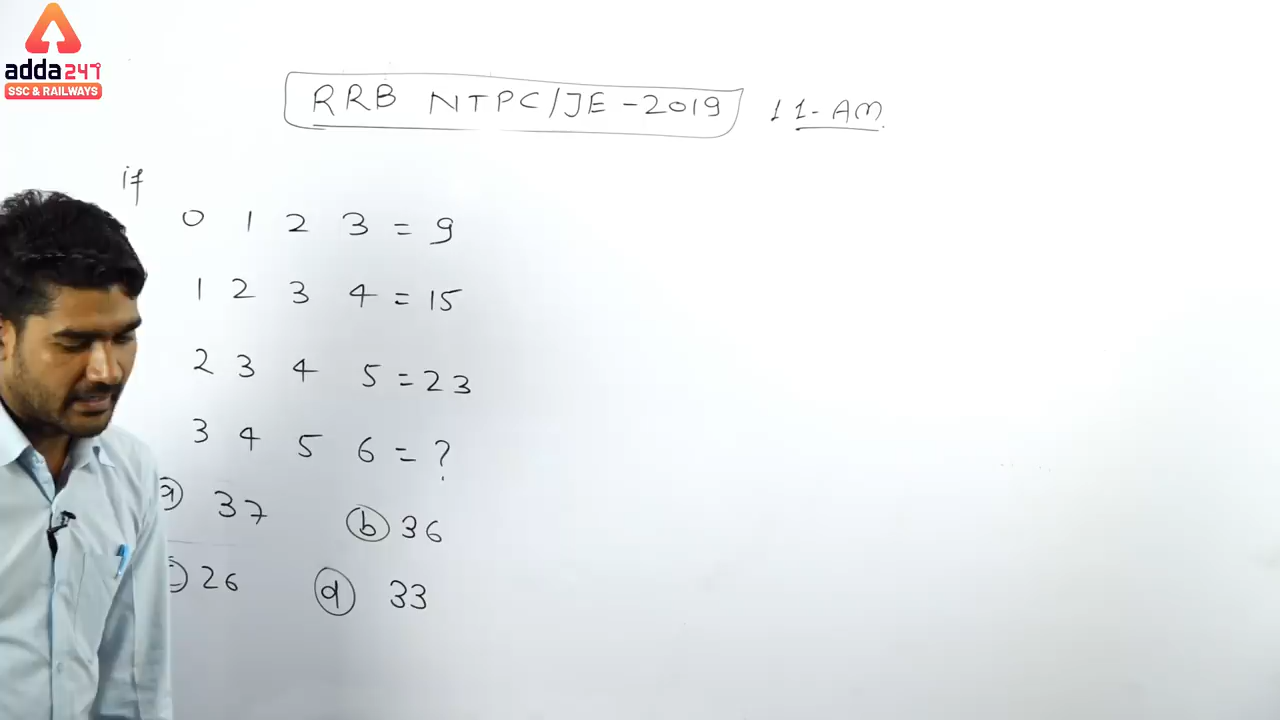 adda247
SSC & RAILWAYS
RRB NTPC/JE-2019 11-AM
if
0 1 2 3 = 9
1 2 3 4 = 15
2 3 4 5 = 23
3 4 5 6 = ?
ⓐ 37 ⓑ 36
ⓒ 26 ⓓ 33